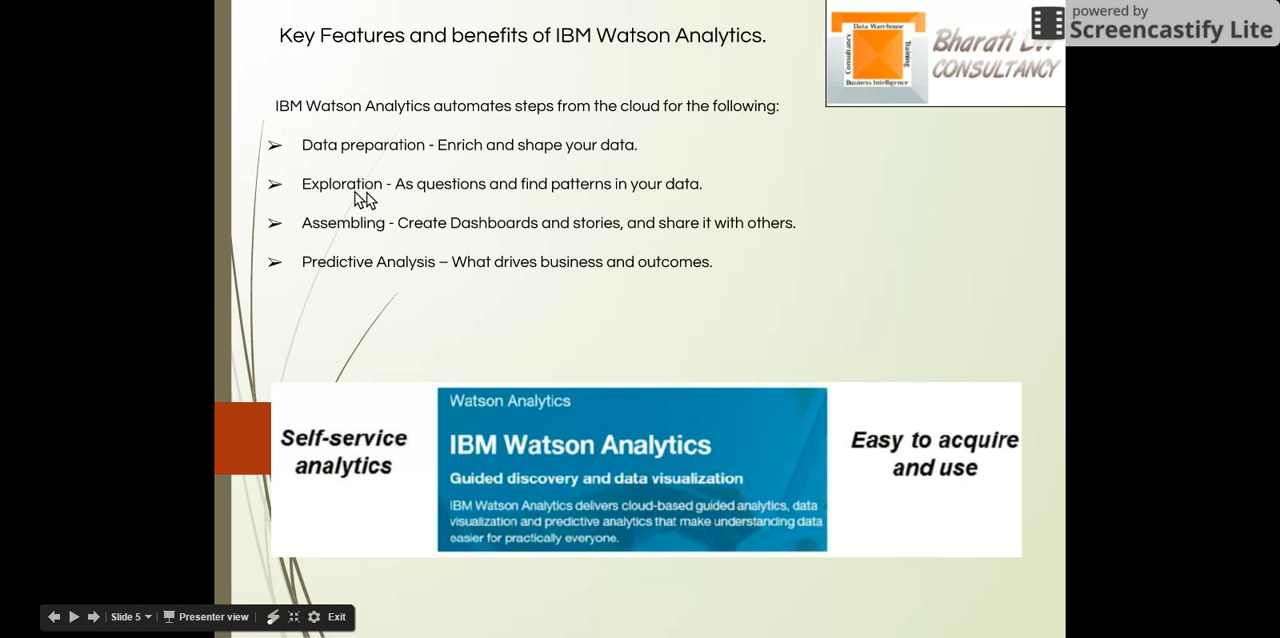 powered by
Screencastify Lite
Key Features and benefits of IBM Watson Analytics.
Data Warehouse
Consultancy
Training
Business Intelligence
Bharati
CONSULTANCY
IBM Watson Analytics automates steps from the cloud for the following:
➢ Data preparation - Enrich and shape your data.
➢ Exploration - As questions and find patterns in your data.
➢ Assembling - Create Dashboards and stories, and share it with others.
➢ Predictive Analysis – What drives business and outcomes.
Self-service
analytics
Watson Analytics
IBM Watson Analytics
Guided discovery and data visualization
IBM Watson Analytics delivers cloud-based guided analytics, data
visualization and predictive analytics that make understanding data
easier for practically everyone.
Easy to acquire
and use
Slide 5
Presenter view
Exit